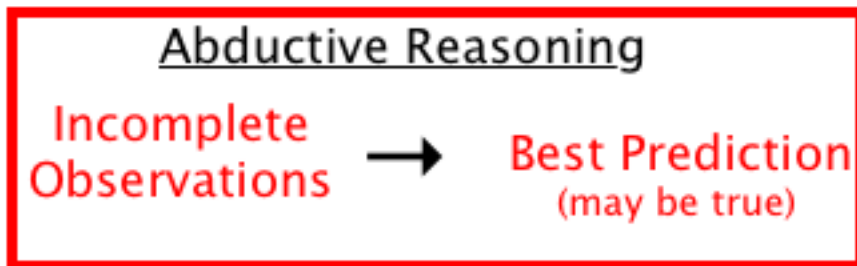 Abductive Reasoning
Incomplete
Observations
→
Best Prediction
(may be true)